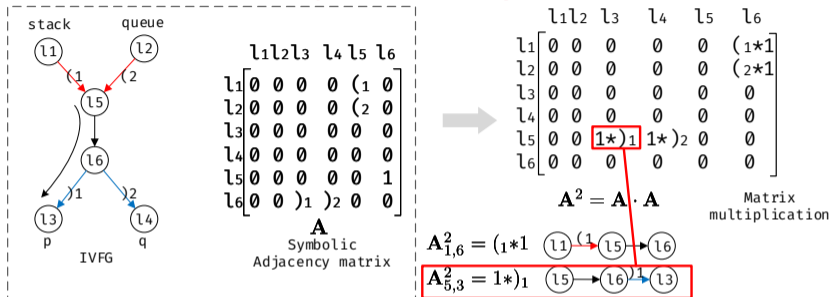 stack queue
l1 l2
(1 (2
l5
l6
)1 )2
l3 l4
p q
IVFG
l1 l2 l3 l4 l5 l6
l1 0 0 0 0 (1 0
l2 0 0 0 0 (2 0
l3 0 0 0 0 0 0
l4 0 0 0 0 0 0
l5 0 0 0 0 0 1
l6 0 0 )1 )2 0 0
A
Symbolic
Adjacency matrix
l1 l2 l3 l4 l5 l6
l1 0 0 0 0 0 (1*1
l2 0 0 0 0 0 (2*1
l3 0 0 0 0 0 0
l4 0 0 0 0 0 0
l5 0 0 1*)1 1*)2 0 0
l6 0 0 0 0 0 0
A² = A · A
Matrix
multiplication
A²1,6 = (1*1 l1 (1 l5 l6
A²5,3 = 1*)1 l5 l6 )1 l3